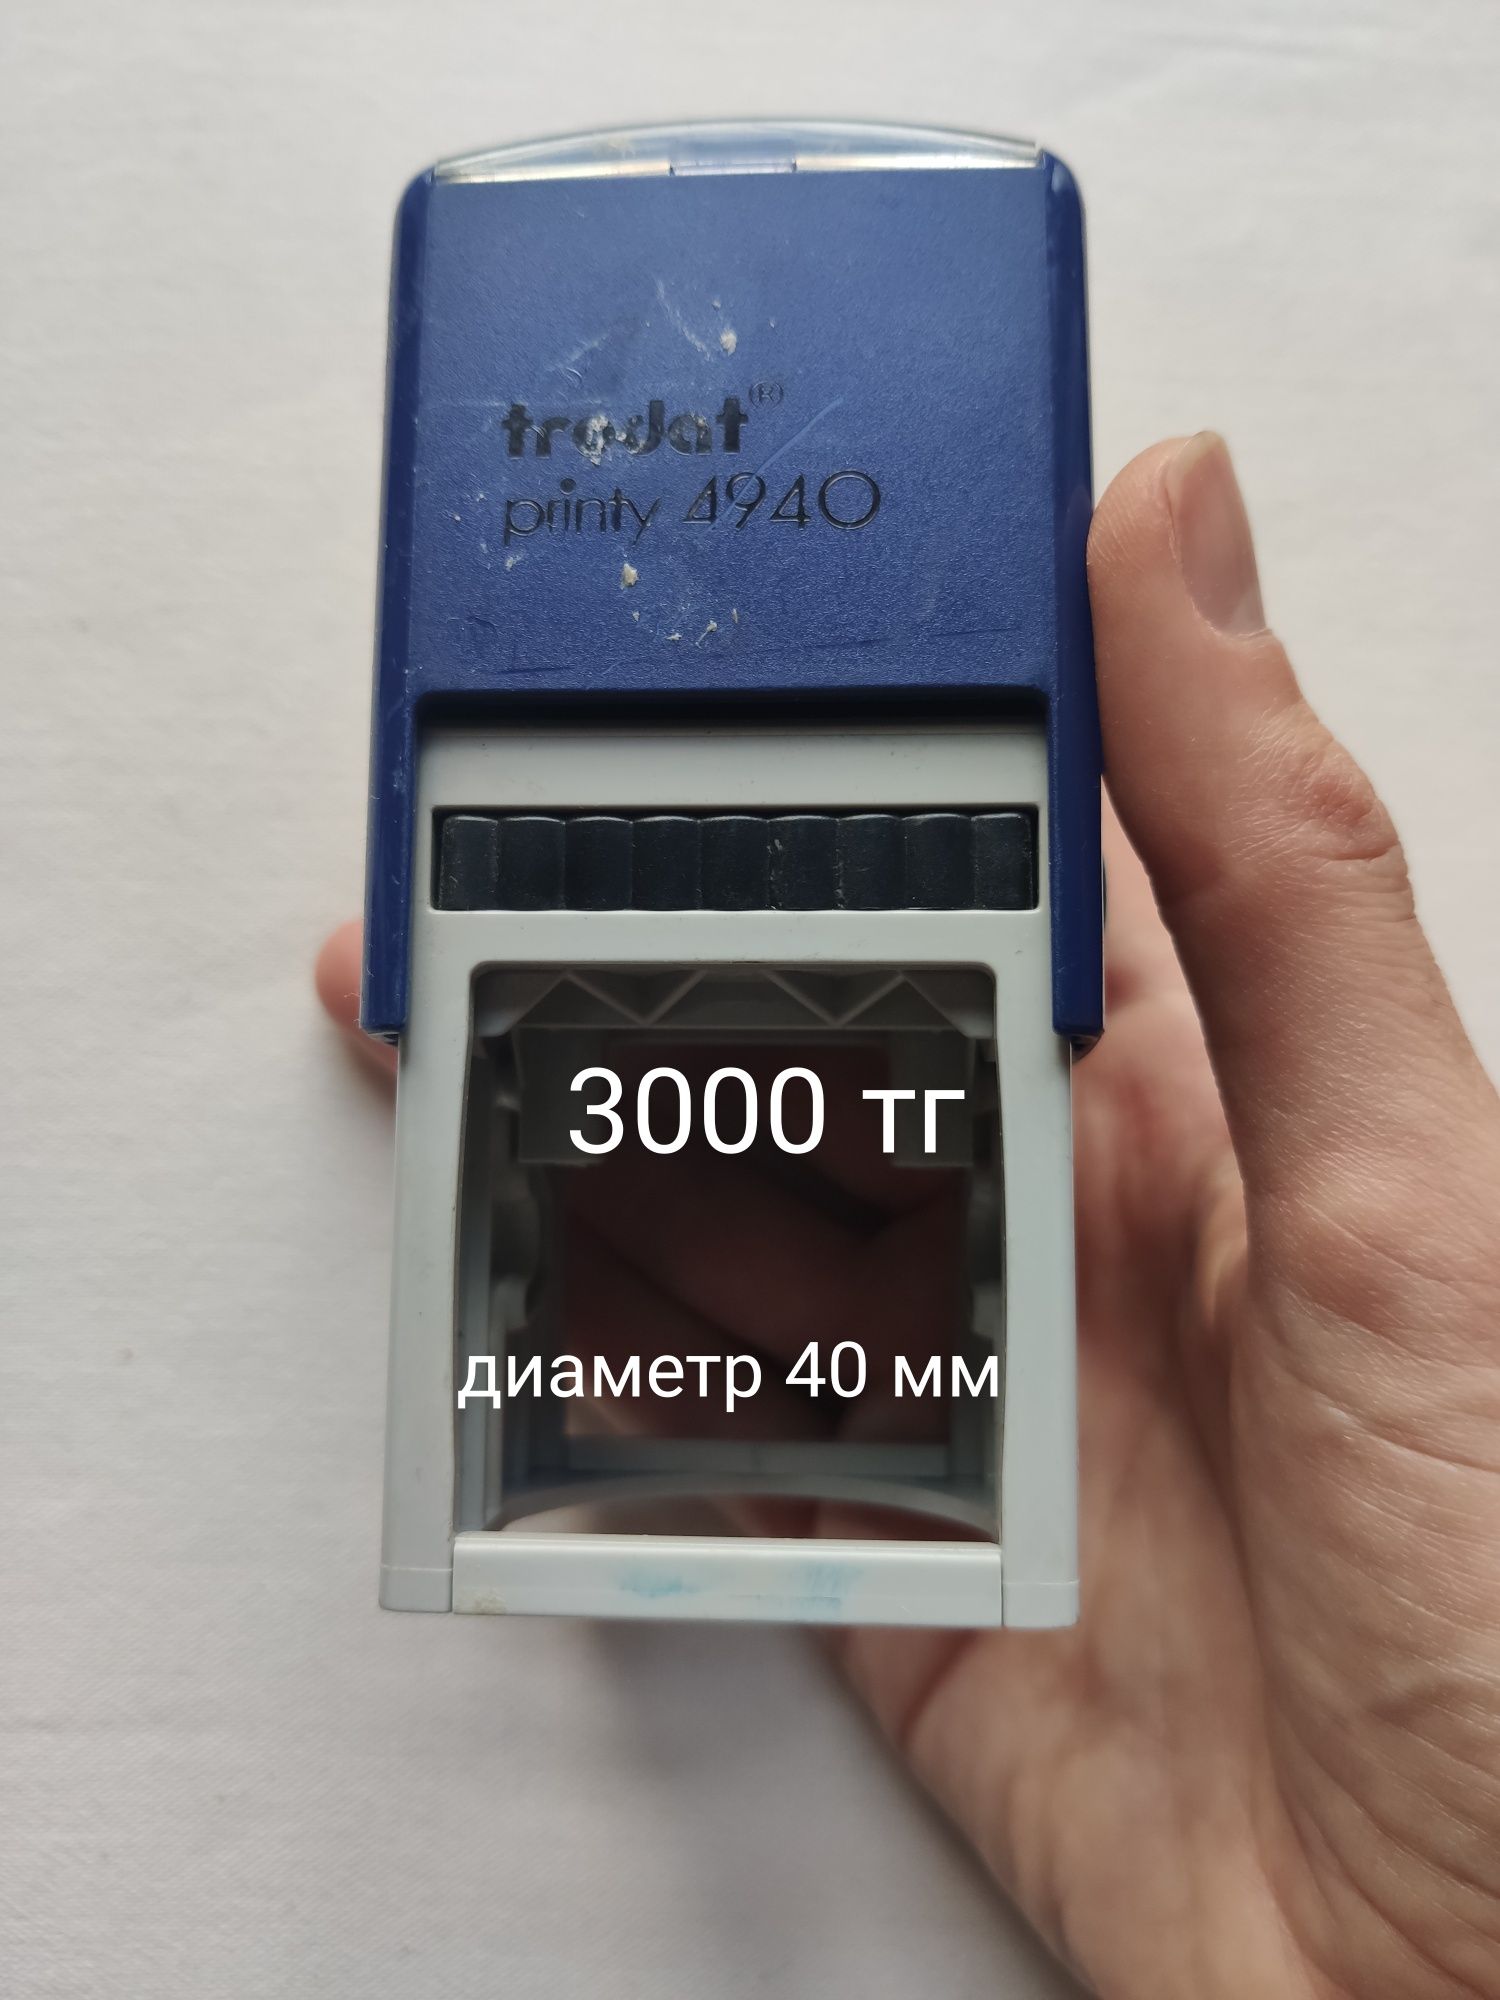 trodat®
printy 4940
3000 тг
диаметр 40 мм